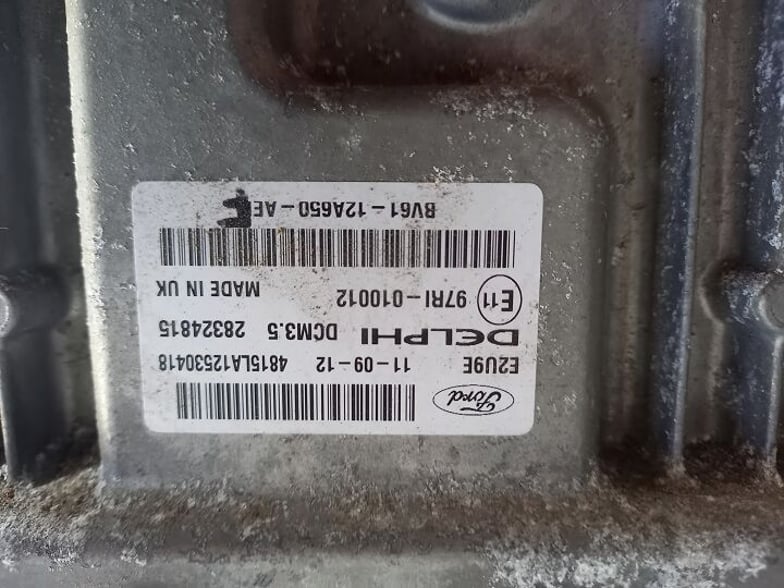 Ford
E2U9E 11-09-12 4815LA12530418
DELPHI DCM3.5 28324815
E11 97RI-010012 MADE IN UK
BV61-12A650-AE